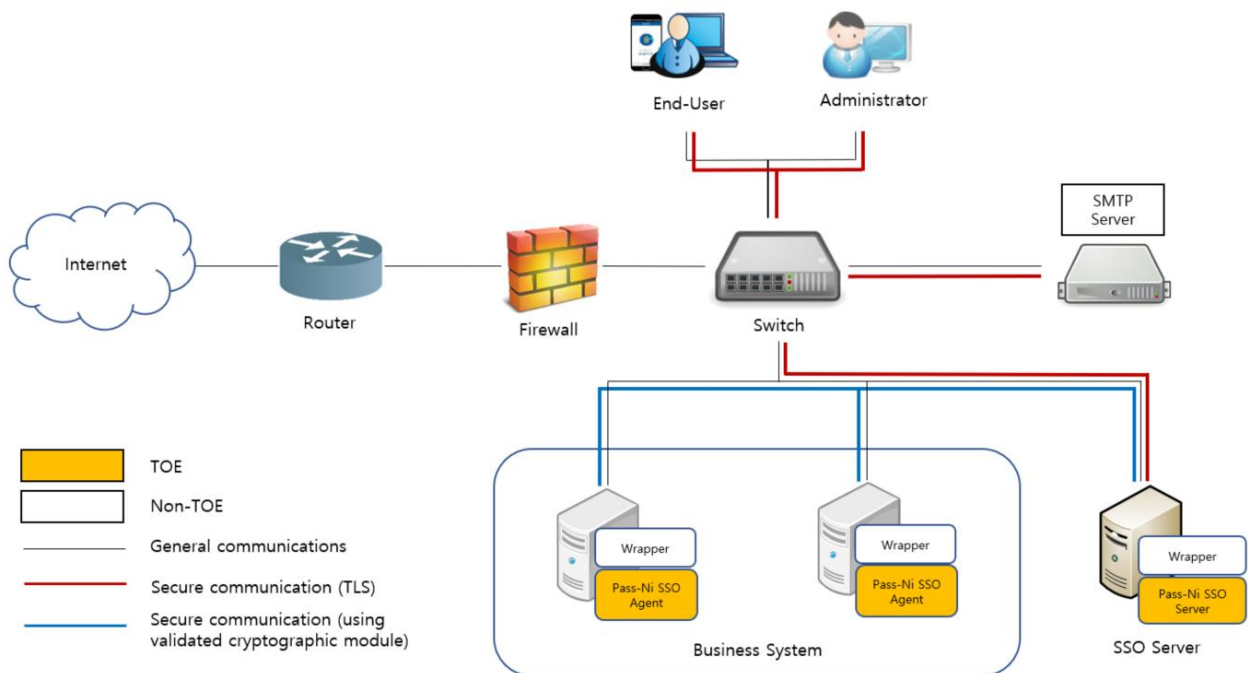 End-User
Administrator
SMTP
Server
Internet
Router
Firewall
Switch
TOE
Non-TOE
General communications
Secure communication (TLS)
Secure communication (using
validated cryptographic module)
Wrapper
Pass-Ni SSO
Agent
Wrapper
Pass-Ni SSO
Agent
Business System
Wrapper
Pass-Ni SSO
Server
SSO Server